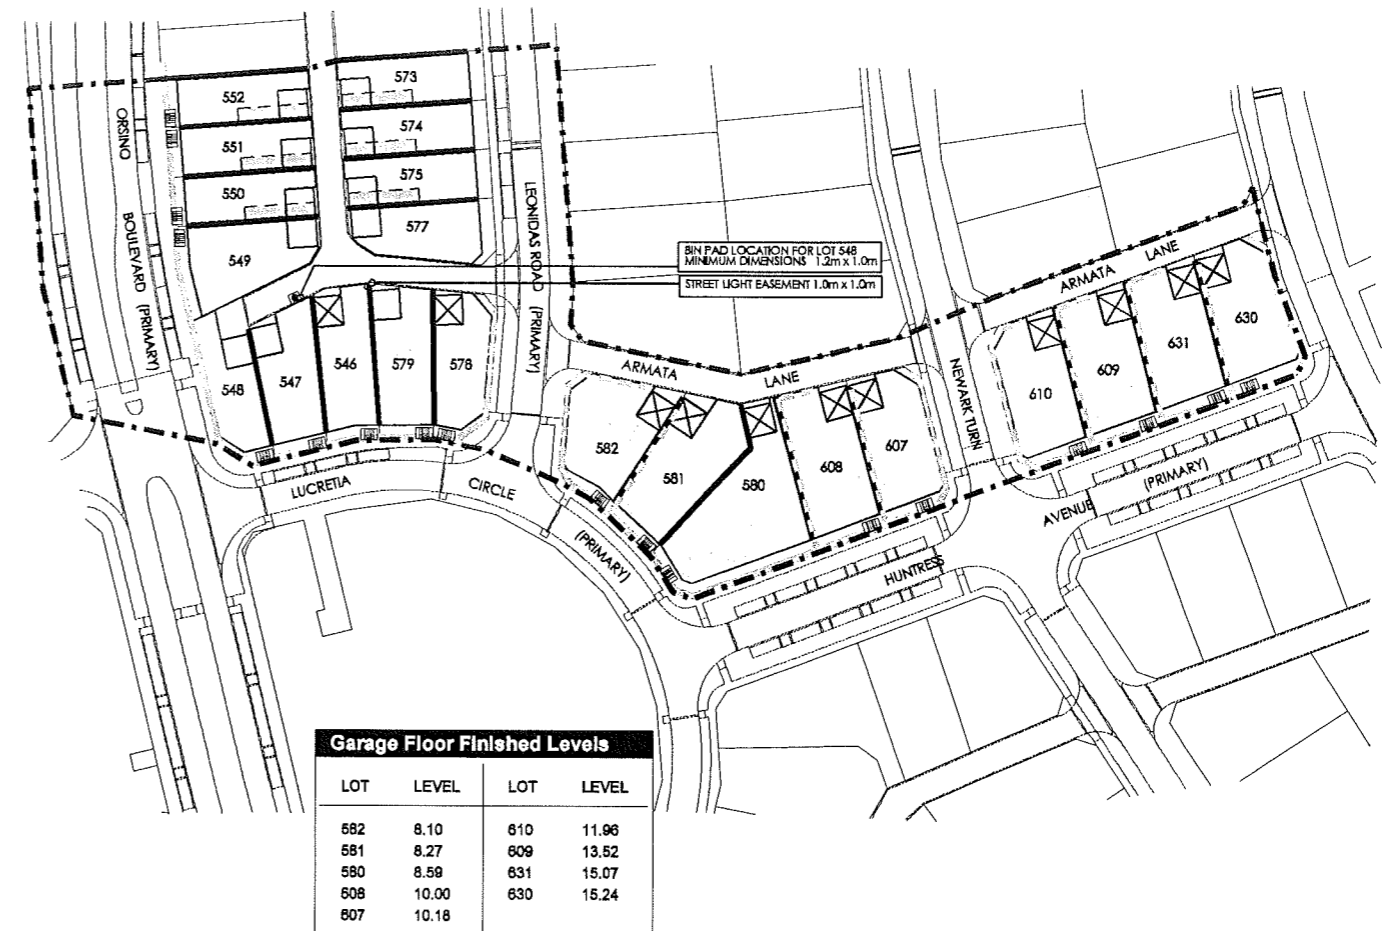 552
573
574
551
575
550
577
549
ORSINO
BOULEVARD (PRIMARY)
LEONIDAS ROAD (PRIMARY)
BIN PAD LOCATION FOR LOT 548
MINIMUM DIMENSIONS 1.2m x 1.0m
STREET LIGHT EASEMENT 1.0m x 1.0m
ARMATA LANE
630
631
609
610
NEWARK TURN
548
547
546
579
578
ARMATA LANE
582
581
580
608
607
LUCRETIA CIRCLE (PRIMARY)
HUNTRESS AVENUE (PRIMARY)
Garage Floor Finished Levels
LOT LEVEL LOT LEVEL
582 8.10 610 11.96
581 8.27 609 13.52
580 8.59 631 15.07
608 10.00 630 15.24
607 10.18